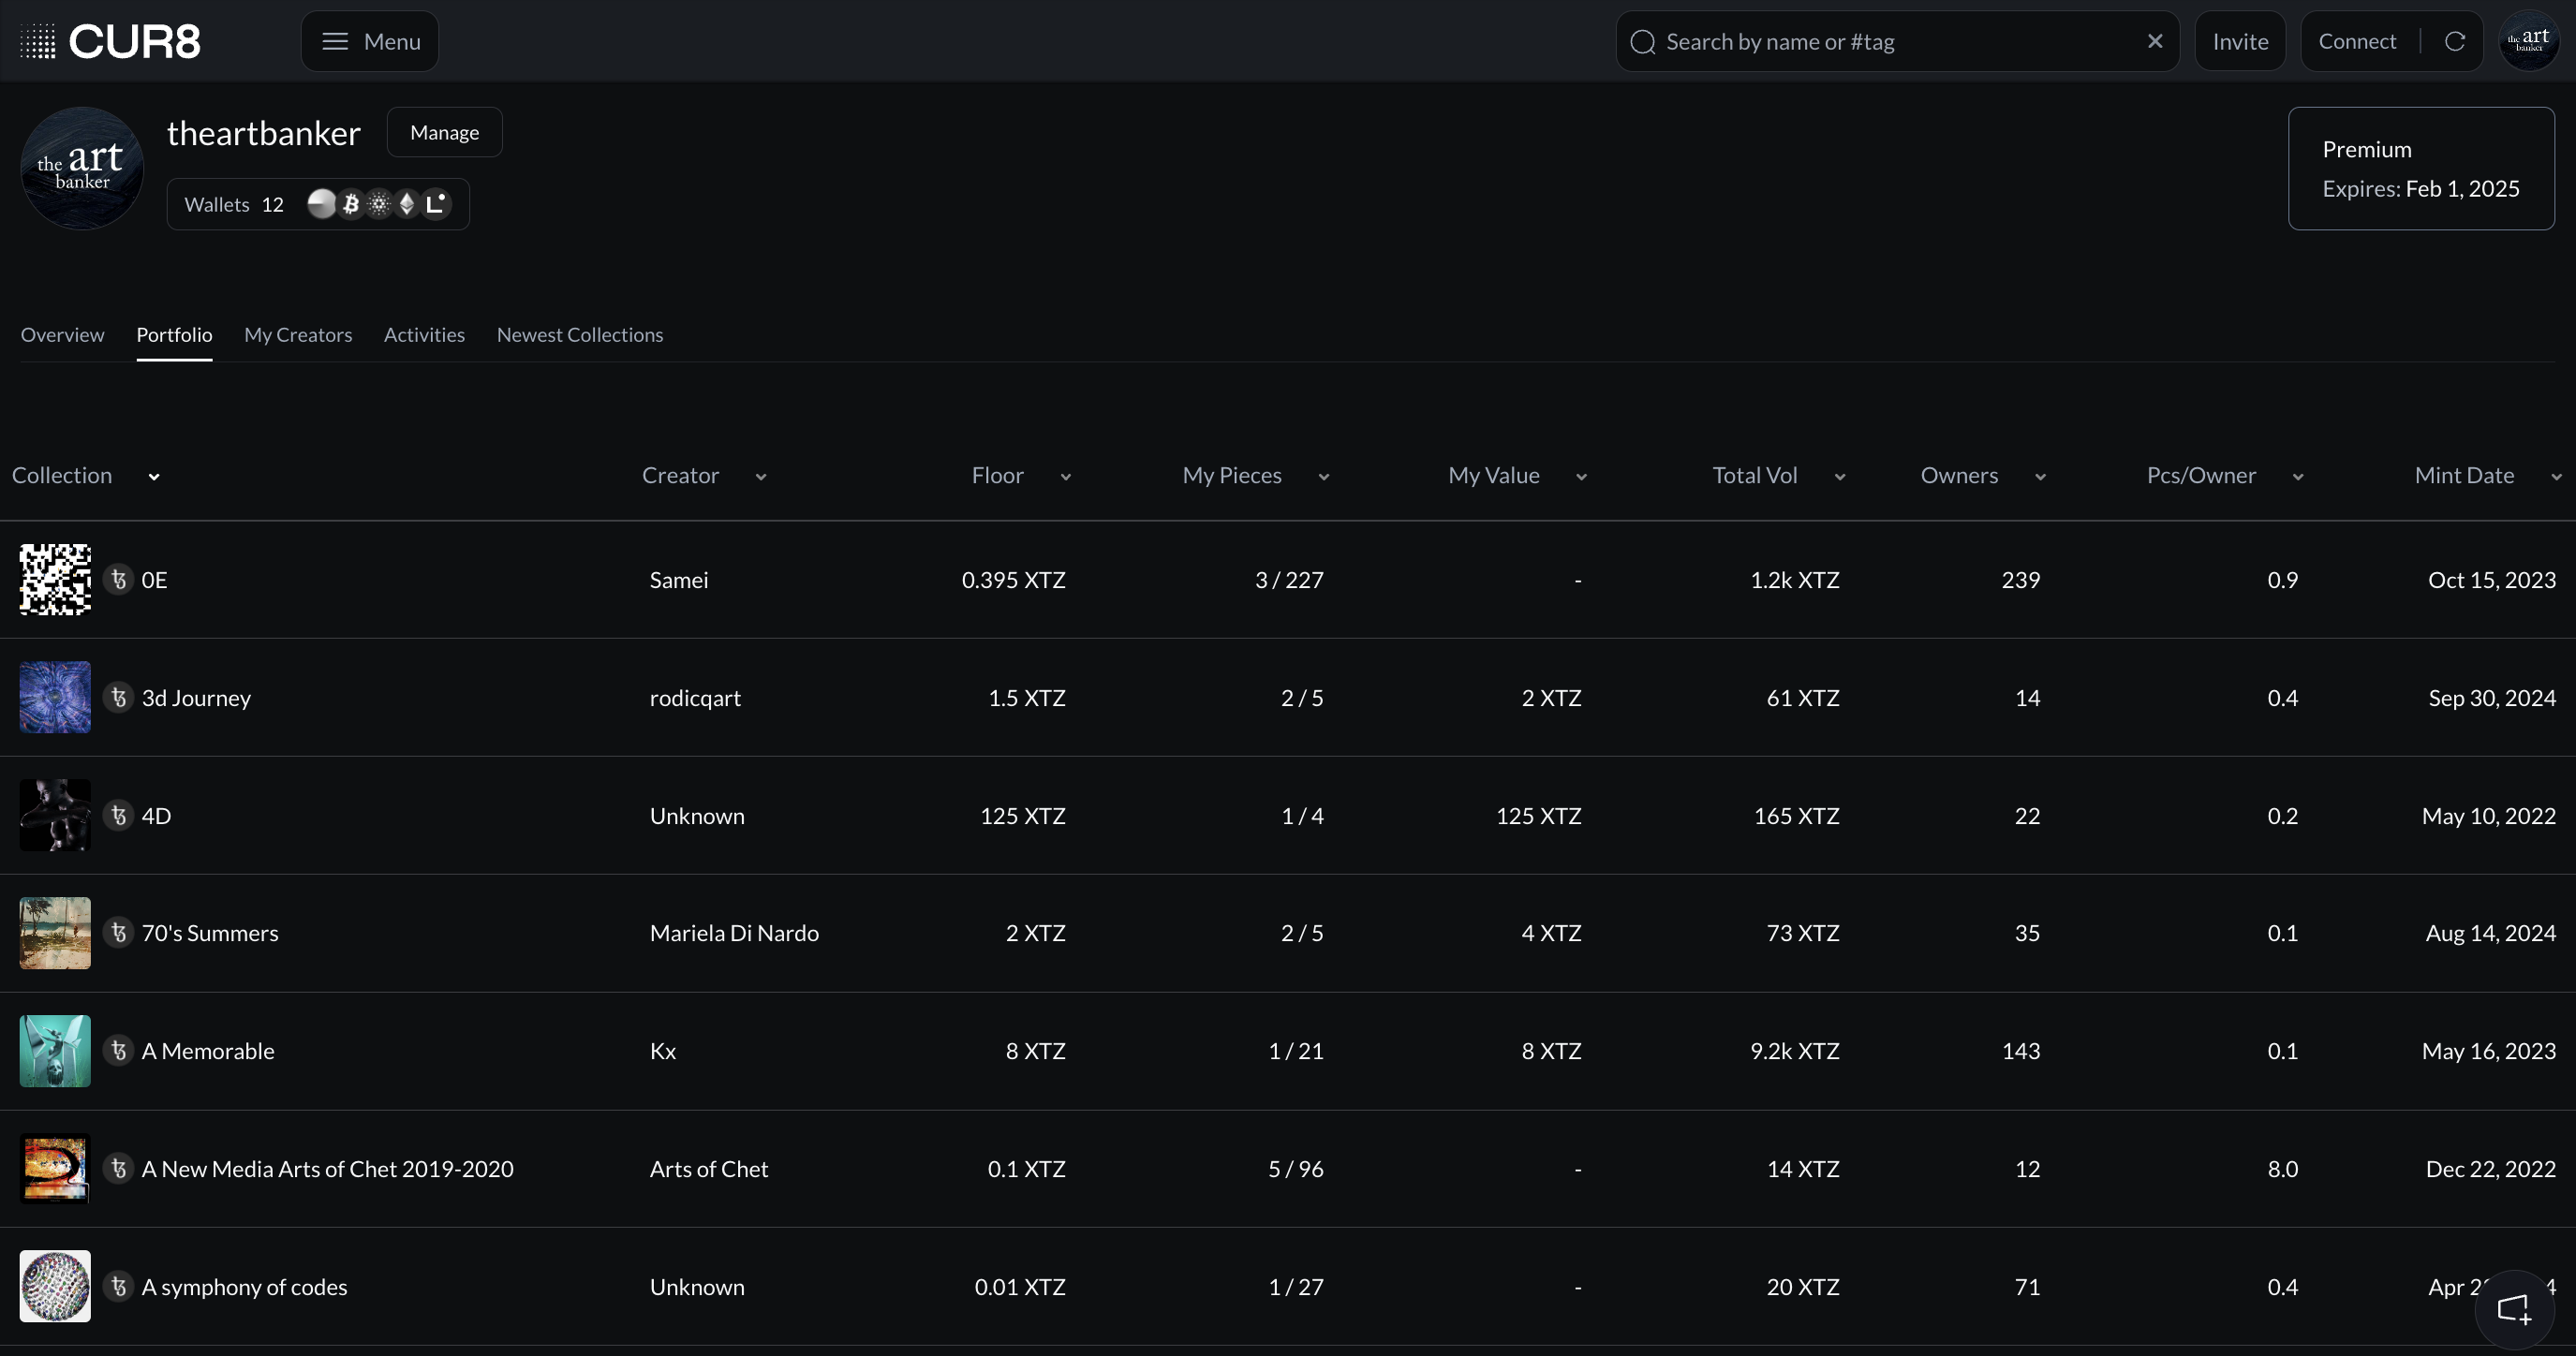 CUR8 Menu Search by name or #tag Invite Connect the art banker
the art banker
theartbanker Manage
Wallets 12
Premium
Expires: Feb 1, 2025
Overview Portfolio My Creators Activities Newest Collections
Collection Creator Floor My Pieces My Value Total Vol Owners Pcs/Owner Mint Date
0E Samei 0.395 XTZ 3 / 227 - 1.2k XTZ 239 0.9 Oct 15, 2023
3d Journey rodicqart 1.5 XTZ 2 / 5 2 XTZ 61 XTZ 14 0.4 Sep 30, 2024
4D Unknown 125 XTZ 1 / 4 125 XTZ 165 XTZ 22 0.2 May 10, 2022
70's Summers Mariela Di Nardo 2 XTZ 2 / 5 4 XTZ 73 XTZ 35 0.1 Aug 14, 2024
A Memorable Kx 8 XTZ 1 / 21 8 XTZ 9.2k XTZ 143 0.1 May 16, 2023
A New Media Arts of Chet 2019-2020 Arts of Chet 0.1 XTZ 5 / 96 - 14 XTZ 12 8.0 Dec 22, 2022
A symphony of codes Unknown 0.01 XTZ 1 / 27 - 20 XTZ 71 0.4 Apr